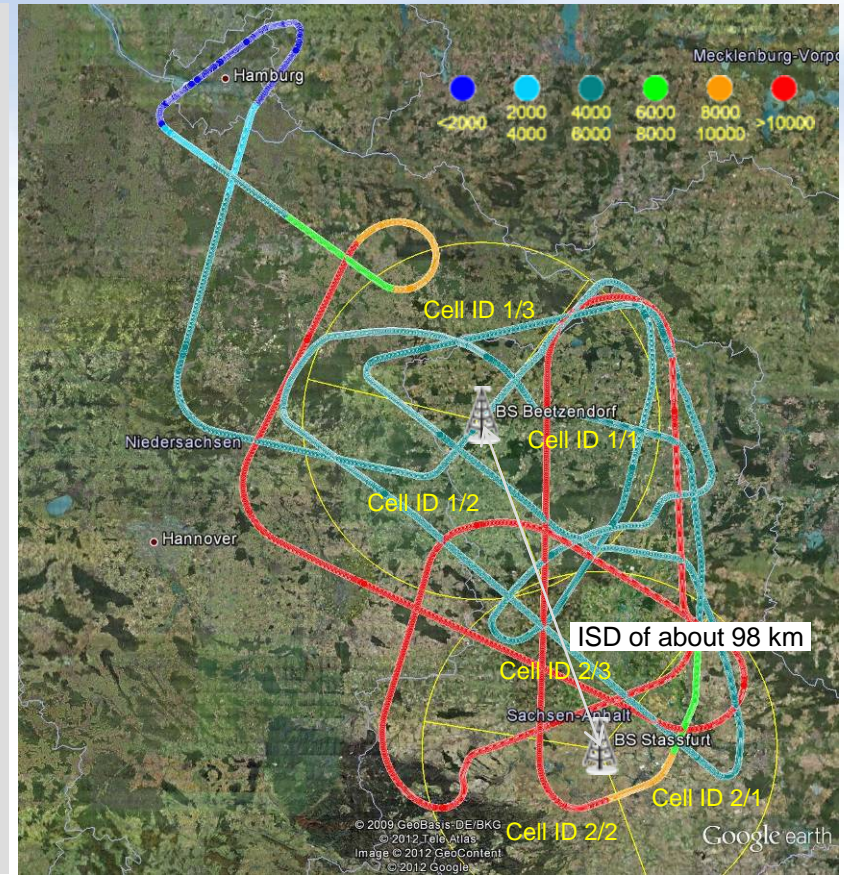 Mecklenburg-Vorpo
Hamburg
<2000
2000
4000
4000
6000
6000
8000
8000
10000
>10000
Cell ID 1/3
BS Beetzendorf
Cell ID 1/1
Niedersachsen
Cell ID 1/2
Hannover
ISD of about 98 km
Cell ID 2/3
Sachsen-Anhalt
BS Stassfurt
Cell ID 2/1
© 2009 GeoBasis-DE/BKG
© 2012 Tele Atlas
Image © 2012 GeoContent
© 2012 Google
Cell ID 2/2
Google earth